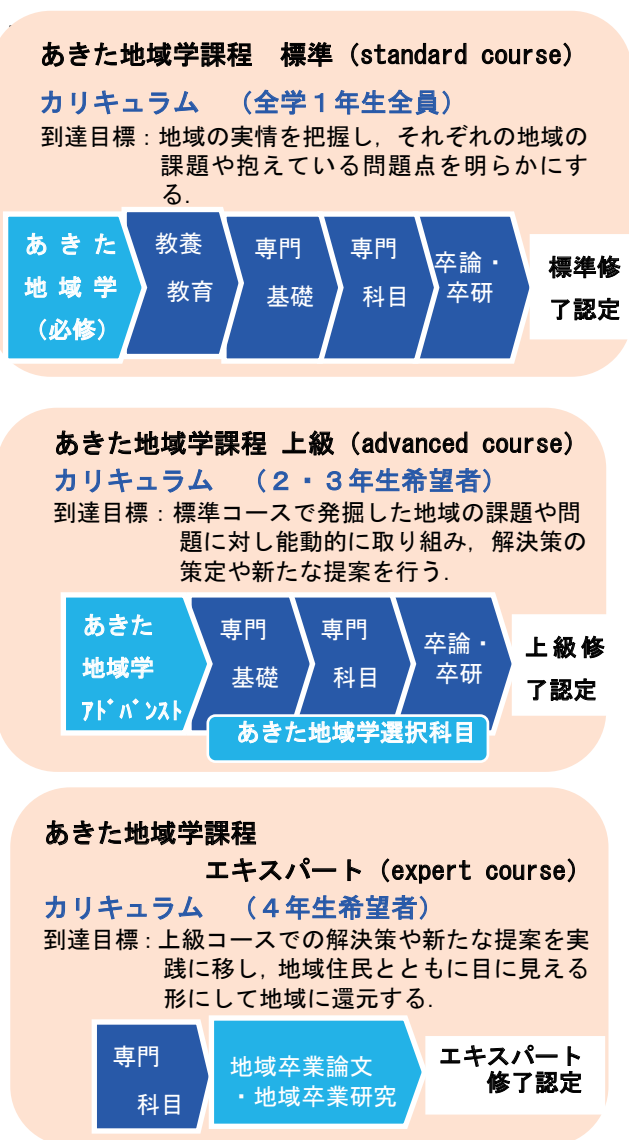 あきた地域学課程　標準（standard course）
カリキュラム　（全学１年生全員）
到達目標：地域の実情を把握し，それぞれの地域の
課題や抱えている問題点を明らかにす
る．
あきた
地域学
（必修）
教養
教育
専門
基礎
専門
科目
卒論・
卒研
標準修
了認定
あきた地域学課程 上級（advanced course）
カリキュラム　（２・３年生希望者）
到達目標：標準コースで発掘した地域の課題や問
題に対し能動的に取り組み，解決策の
策定や新たな提案を行う．
あきた
地域学
ｱﾄﾞﾊﾞﾝｽﾄ
専門
基礎
専門
科目
卒論・
卒研
あきた地域学選択科目
上級修
了認定
あきた地域学課程
エキスパート（expert course）
カリキュラム　（４年生希望者）
到達目標：上級コースでの解決策や新たな提案を実
践に移し，地域住民とともに目に見える
形にして地域に還元する．
専門
科目
地域卒業論文
・地域卒業研究
エキスパート
修了認定